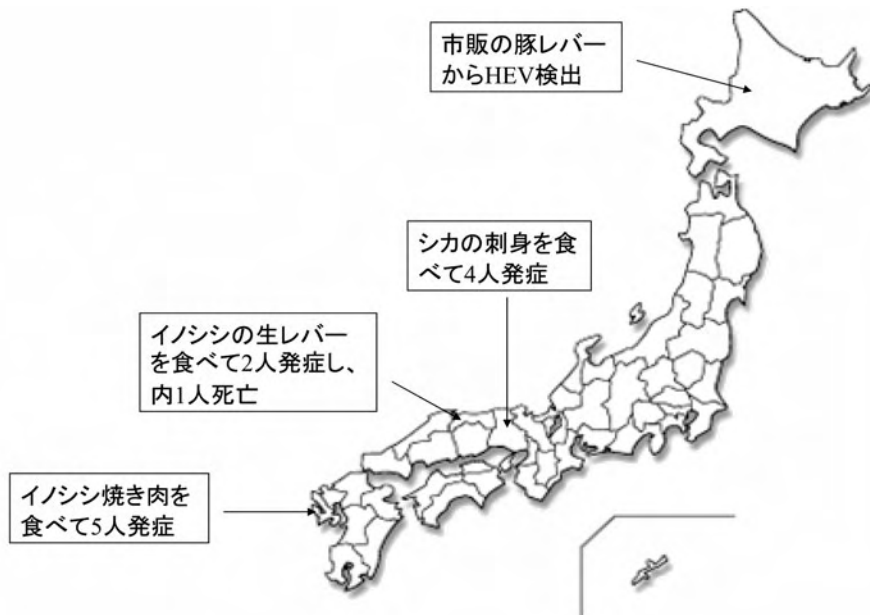 市販の豚レバー
からHEV検出
シカの刺身を食
べて4人発症
イノシシの生レバー
を食べて2人発症し、
内1人死亡
イノシシ焼き肉を
食べて5人発症